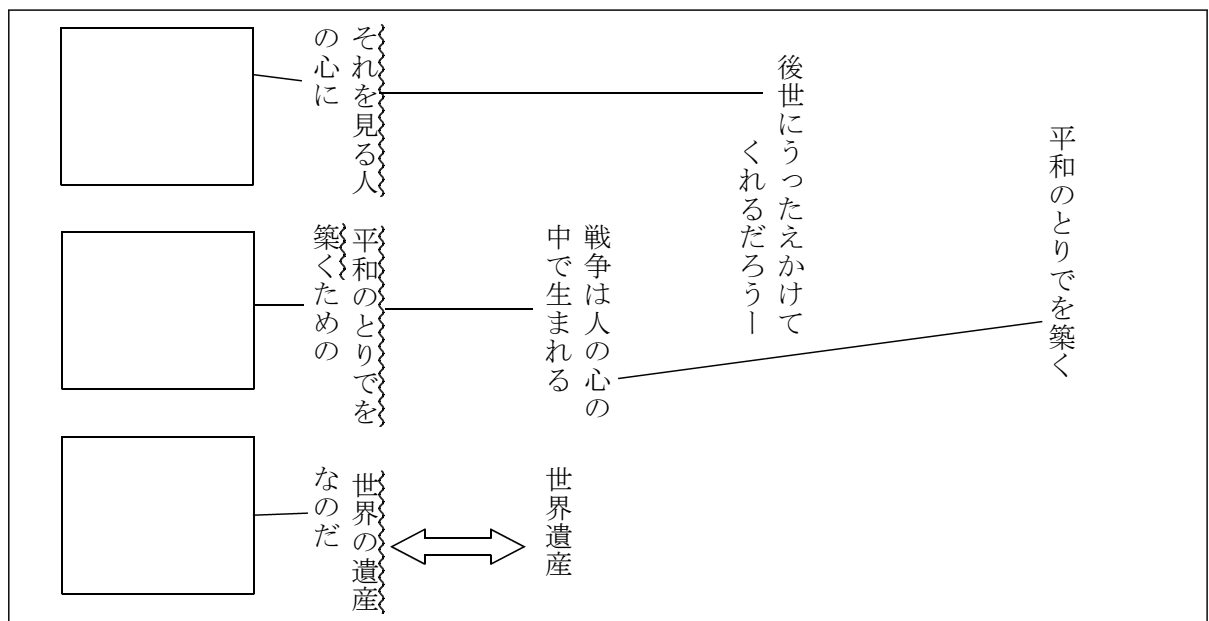 平和のとりでを築く
後世にうったえかけて
くれるだろうー
戦争は人の心の
中で生まれる
世界遺産
それを見る人
の心に
平和のとりでを
築くための
世界の遺産
なのだ